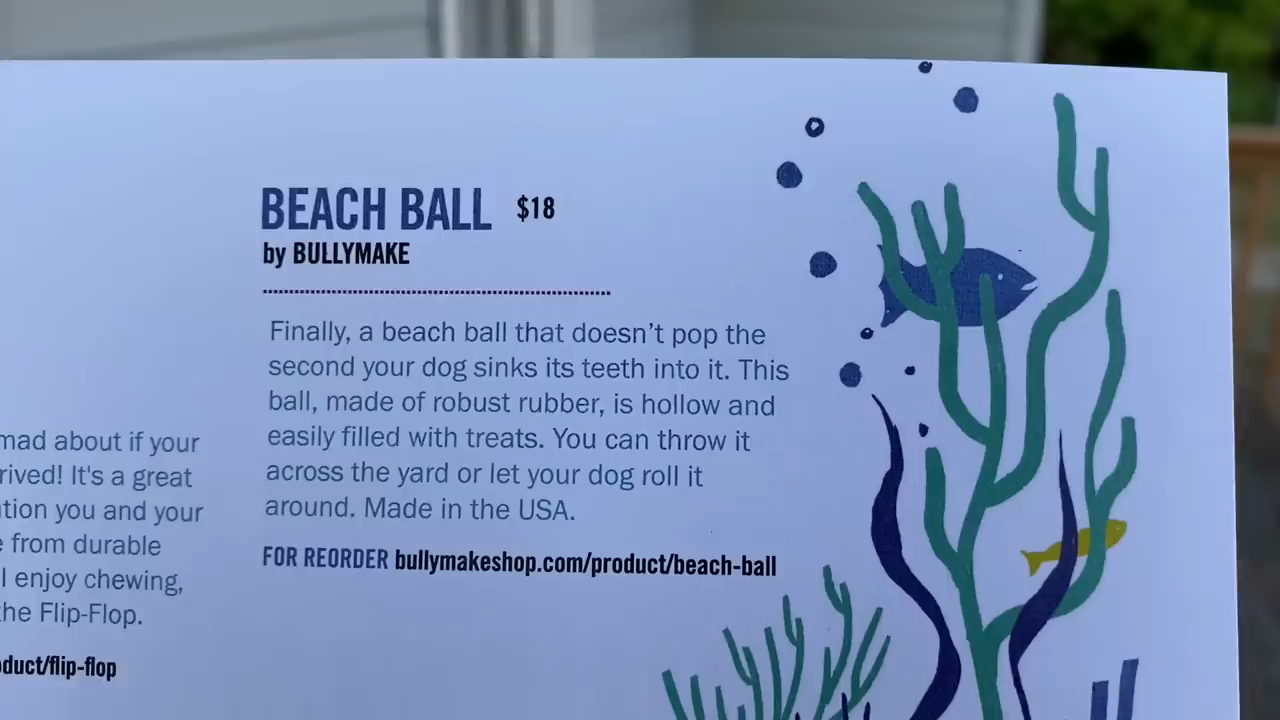 BEACH BALL $18
by BULLYMAKE
Finally, a beach ball that doesn't pop the
second your dog sinks its teeth into it. This
ball, made of robust rubber, is hollow and
easily filled with treats. You can throw it
across the yard or let your dog roll it
around. Made in the USA.
FOR REORDER bullymakeshop.com/product/beach-ball
mad about if your
It's a great
you and your
from durable
enjoy chewing,
the Flip-Flop.
/flip-flop